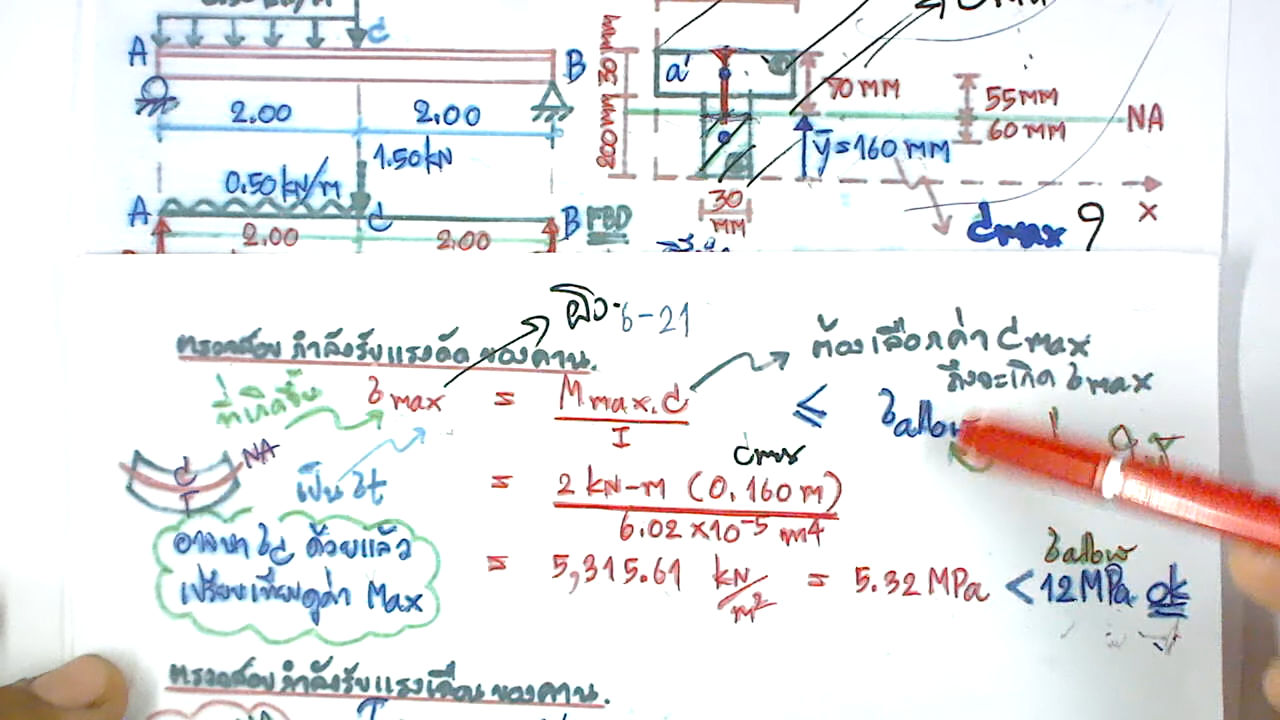 A
C
B
2.00
2.00
1.50 kN
0.50 kN/m
A
C
B
FBD
2.00
2.00
30
MM
200 MM
a'
70 MM
55 MM
60 MM
NA
ȳ = 160 MM
30
MM
x
Cmax
ผิว 6-21
ตรวจสอบ กำลังรับแรงดัด ของคาน.
ต้องเลือกค่า Cmax
ถึงจะเกิด σmax
ที่เกิดขึ้น
σmax = Mmax.C / I ≤ σallow
C
T
NA
เป็น σt
Cmax
= 2 kN-m (0.160 m) / 6.02 x10⁻⁵ m4
อาจหา σc ด้วยแล้ว
เปรียบเทียบดูค่า Max
σallow
= 5,315.61 kN/m² = 5.32 MPa < 12 MPa ok
ตรวจสอบ กำลังรับแรงเฉือน ของคาน.